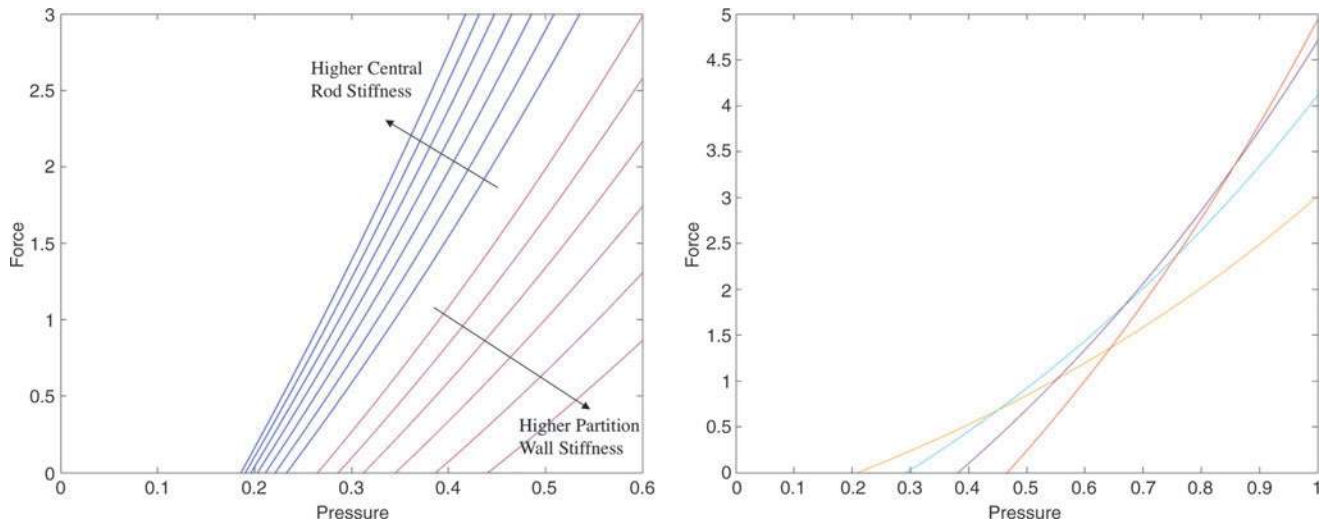 3
2.5
2
1.5
1
0.5
0
Force
Higher Central
Rod Stiffness
Higher Partition
Wall Stiffness
0 0.1 0.2 0.3 0.4 0.5 0.6
Pressure
5
4.5
4
3.5
3
2.5
2
1.5
1
0.5
0
Force
0 0.1 0.2 0.3 0.4 0.5 0.6 0.7 0.8 0.9 1
Pressure